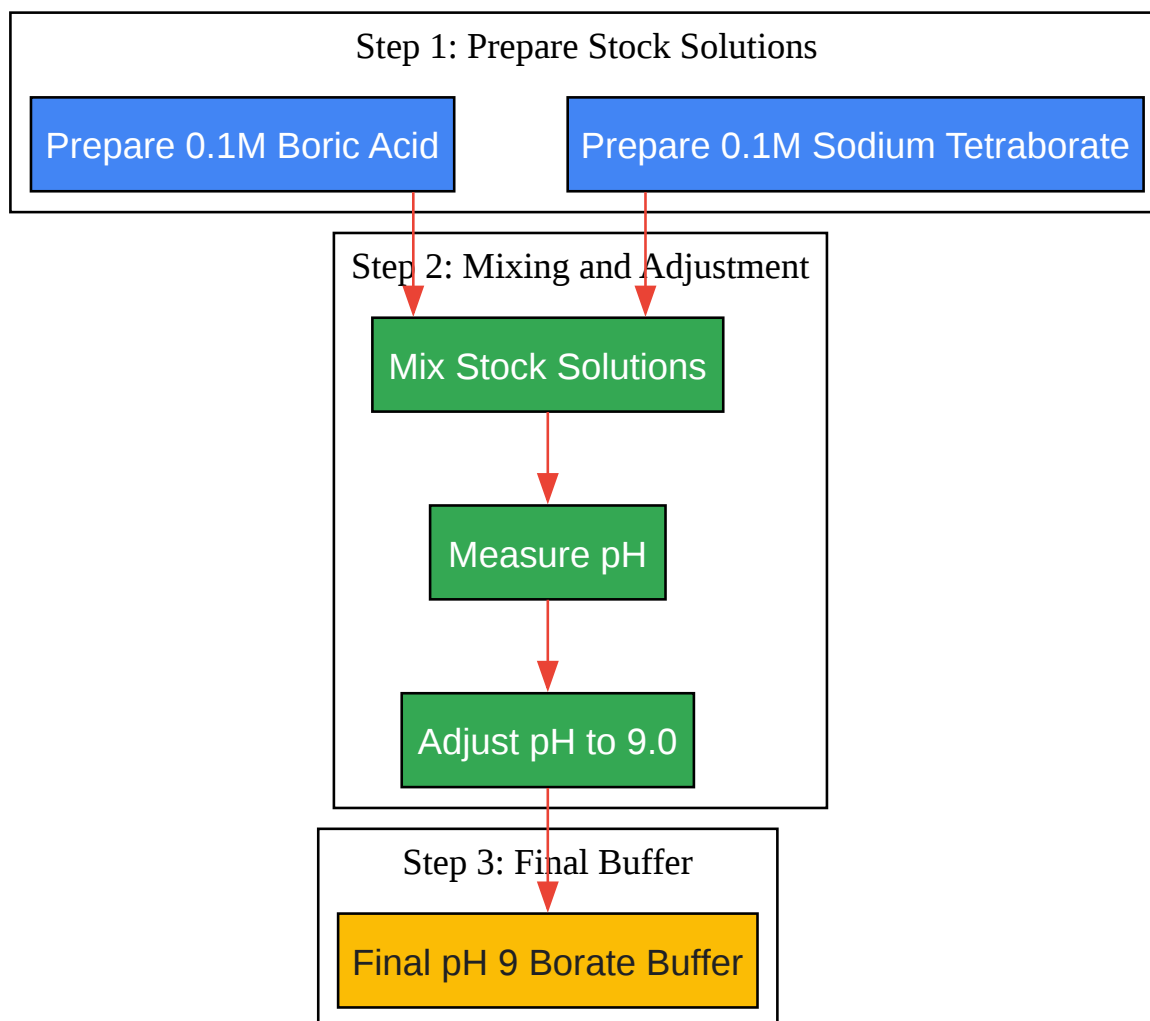 Step 1: Prepare Stock Solutions
Prepare 0.1M Boric Acid
Prepare 0.1M Sodium Tetraborate
Step 2: Mixing and Adjustment
Mix Stock Solutions
Measure pH
Adjust pH to 9.0
Step 3: Final Buffer
Final pH 9 Borate Buffer